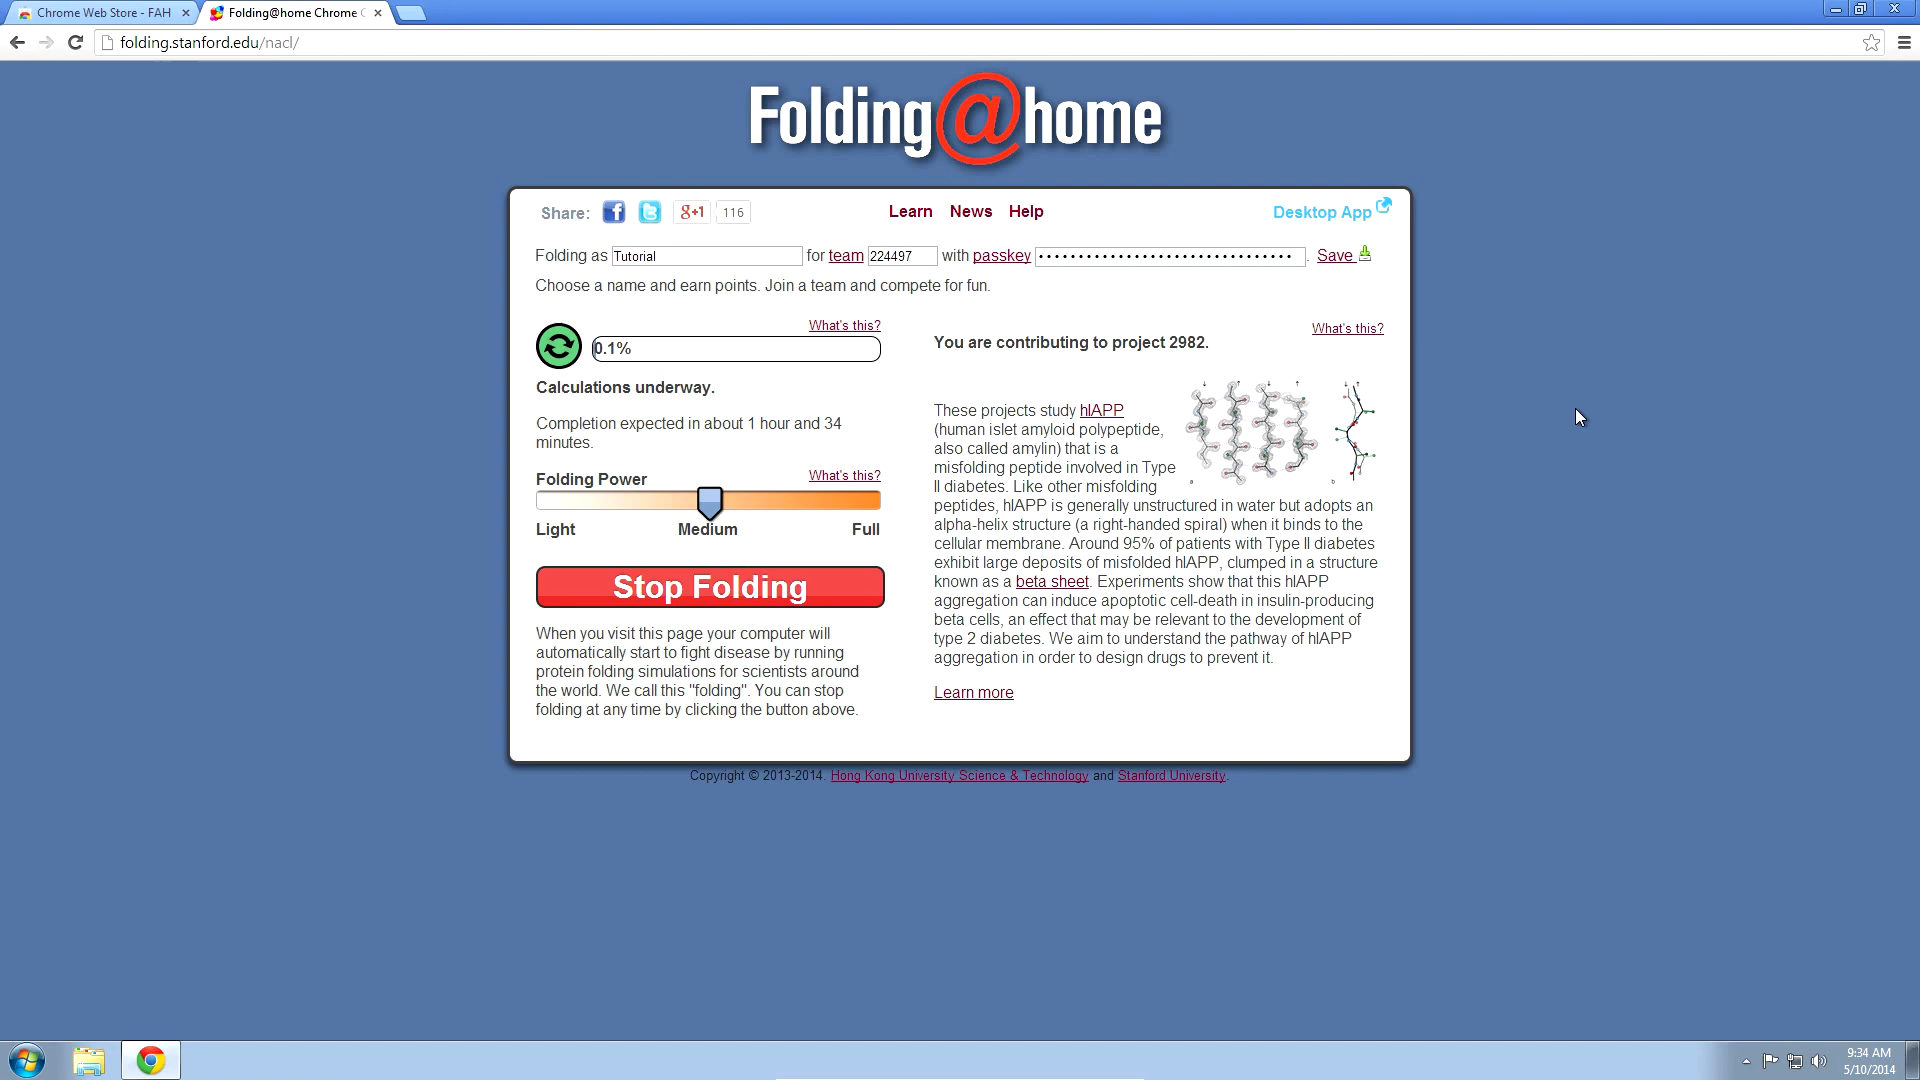 Chrome Web Store - FAH
Folding@home Chrome
folding.stanford.edu/nacl/
Folding@home
Share: g+1 116
Learn News Help
Desktop App
Folding as Tutorial for team 224497 with passkey •••••••••••••••••••••••••••••••• . Save
Choose a name and earn points. Join a team and compete for fun.
What's this?
0.1%
Calculations underway.
Completion expected in about 1 hour and 34
minutes.
Folding Power What's this?
Light Medium Full
Stop Folding
When you visit this page your computer will
automatically start to fight disease by running
protein folding simulations for scientists around
the world. We call this "folding". You can stop
folding at any time by clicking the button above.
What's this?
You are contributing to project 2982.
These projects study hIAPP
(human islet amyloid polypeptide,
also called amylin) that is a
misfolding peptide involved in Type
II diabetes. Like other misfolding
peptides, hIAPP is generally unstructured in water but adopts an
alpha-helix structure (a right-handed spiral) when it binds to the
cellular membrane. Around 95% of patients with Type II diabetes
exhibit large deposits of misfolded hIAPP, clumped in a structure
known as a beta sheet. Experiments show that this hIAPP
aggregation can induce apoptotic cell-death in insulin-producing
beta cells, an effect that may be relevant to the development of
type 2 diabetes. We aim to understand the pathway of hIAPP
aggregation in order to design drugs to prevent it.
Learn more
Copyright © 2013-2014. Hong Kong University Science & Technology and Stanford University.
9:34 AM
5/10/2014